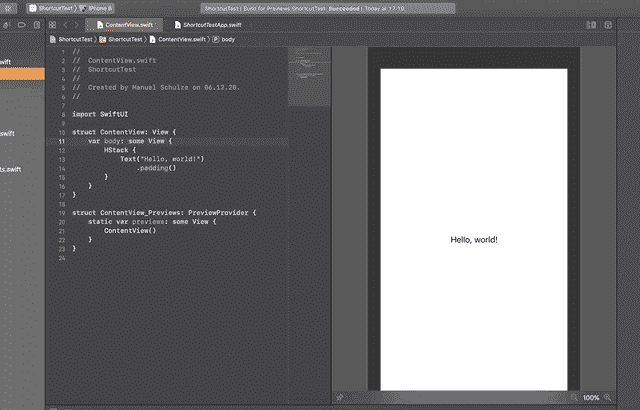 ShortcutTest 〉 iPhone 8
ShortcutTest | Build for Previews ShortcutTest: Succeeded | Today at 17:19
ContentView.swift
ShortcutTestApp.swift
ShortcutTest 〉 ShortcutTest 〉 ContentView.swift 〉 P body
wift
swift
ts.swift
1 //
2 // ContentView.swift
3 // ShortcutTest
4 //
5 // Created by Manuel Schulze on 06.12.20.
6 //
7
8 import SwiftUI
9
10 struct ContentView: View {
11 var body: some View {
12 HStack {
13 Text("Hello, world!")
14 .padding()
15 }
16 }
17 }
18
19 struct ContentView_Previews: PreviewProvider {
20 static var previews: some View {
21 ContentView()
22 }
23 }
24
Hello, world!
100%